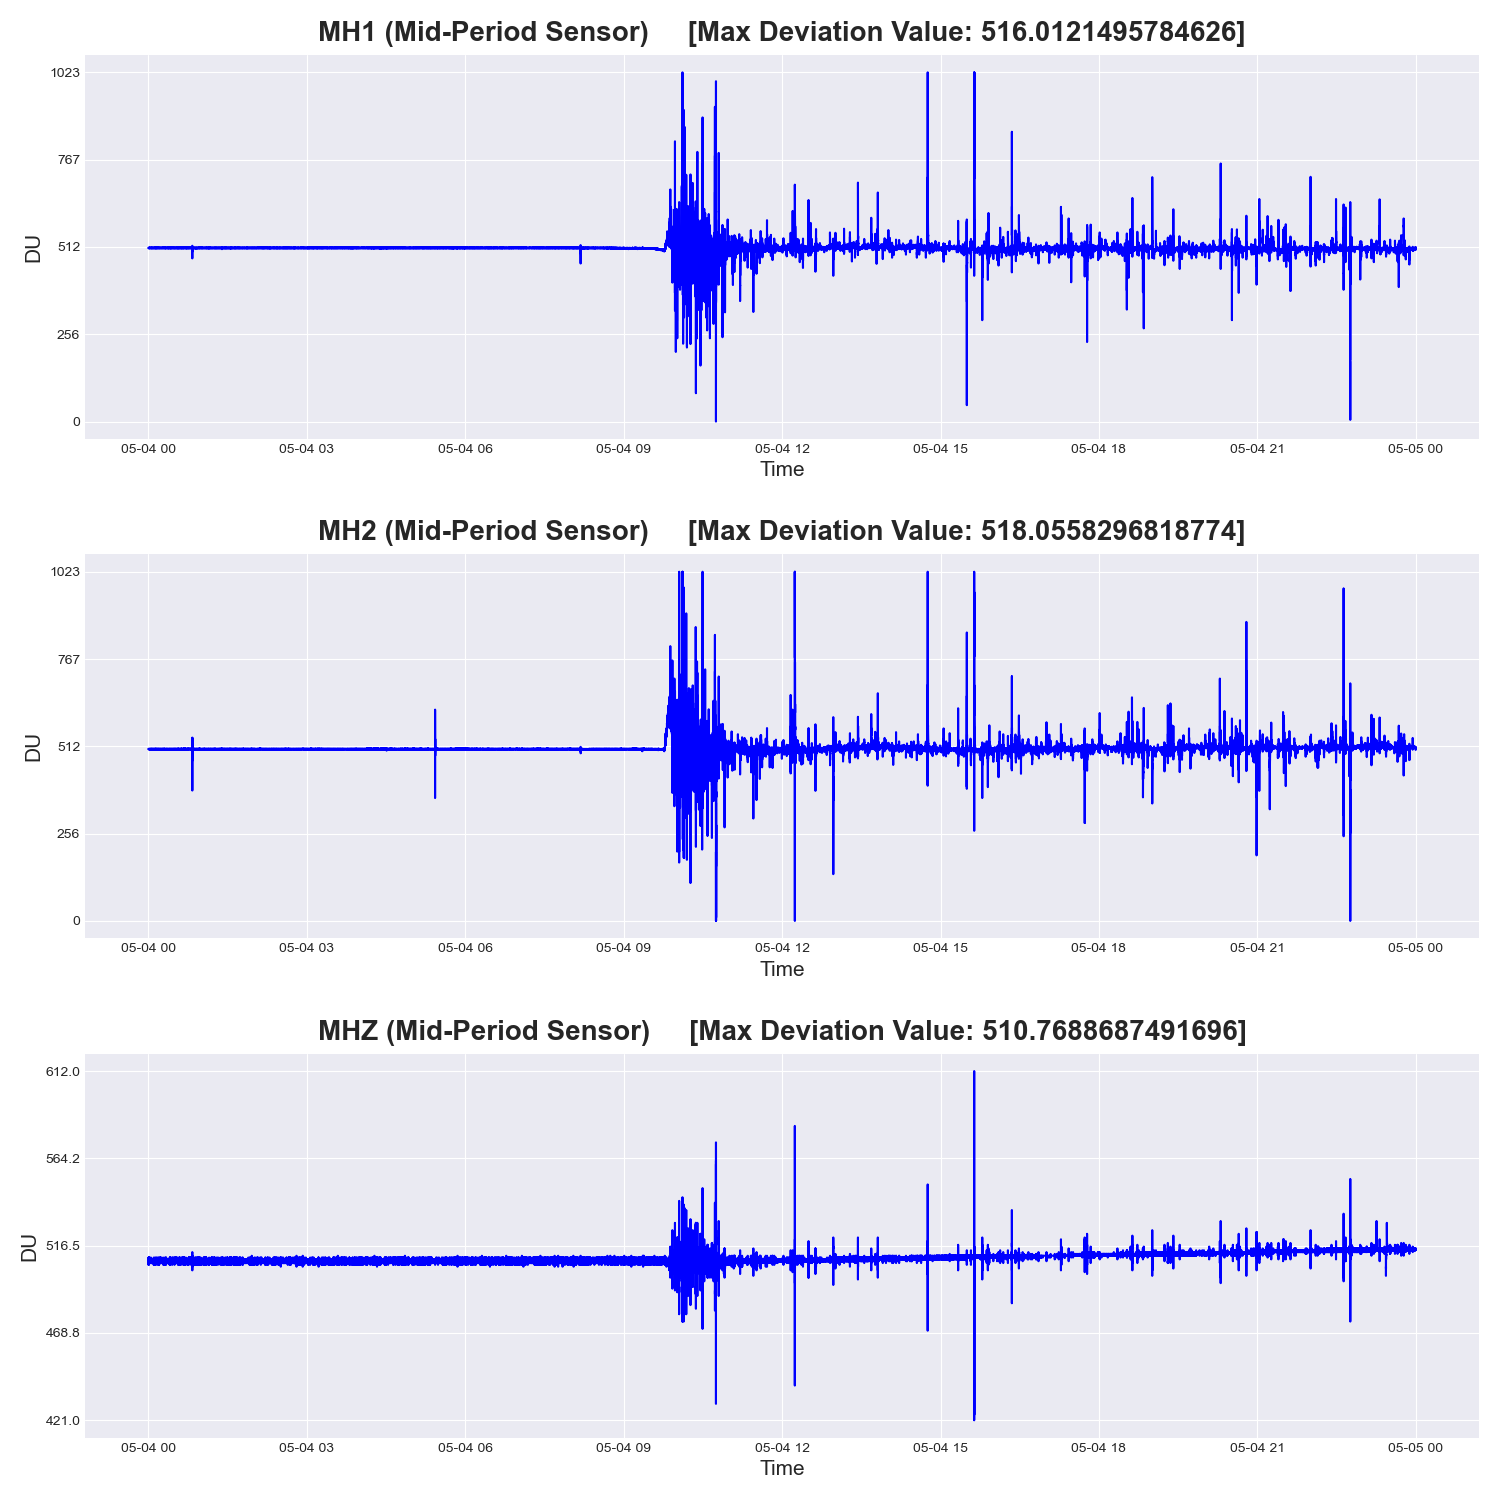 MH1 (Mid-Period Sensor) [Max Deviation Value: 516.0121495784626]
1023
767
512
256
0
DU
05-04 00 05-04 03 05-04 06 05-04 09 05-04 12 05-04 15 05-04 18 05-04 21 05-05 00
Time
MH2 (Mid-Period Sensor) [Max Deviation Value: 518.0558296818774]
1023
767
512
256
0
DU
05-04 00 05-04 03 05-04 06 05-04 09 05-04 12 05-04 15 05-04 18 05-04 21 05-05 00
Time
MHZ (Mid-Period Sensor) [Max Deviation Value: 510.7688687491696]
612.0
564.2
516.5
468.8
421.0
DU
05-04 00 05-04 03 05-04 06 05-04 09 05-04 12 05-04 15 05-04 18 05-04 21 05-05 00
Time